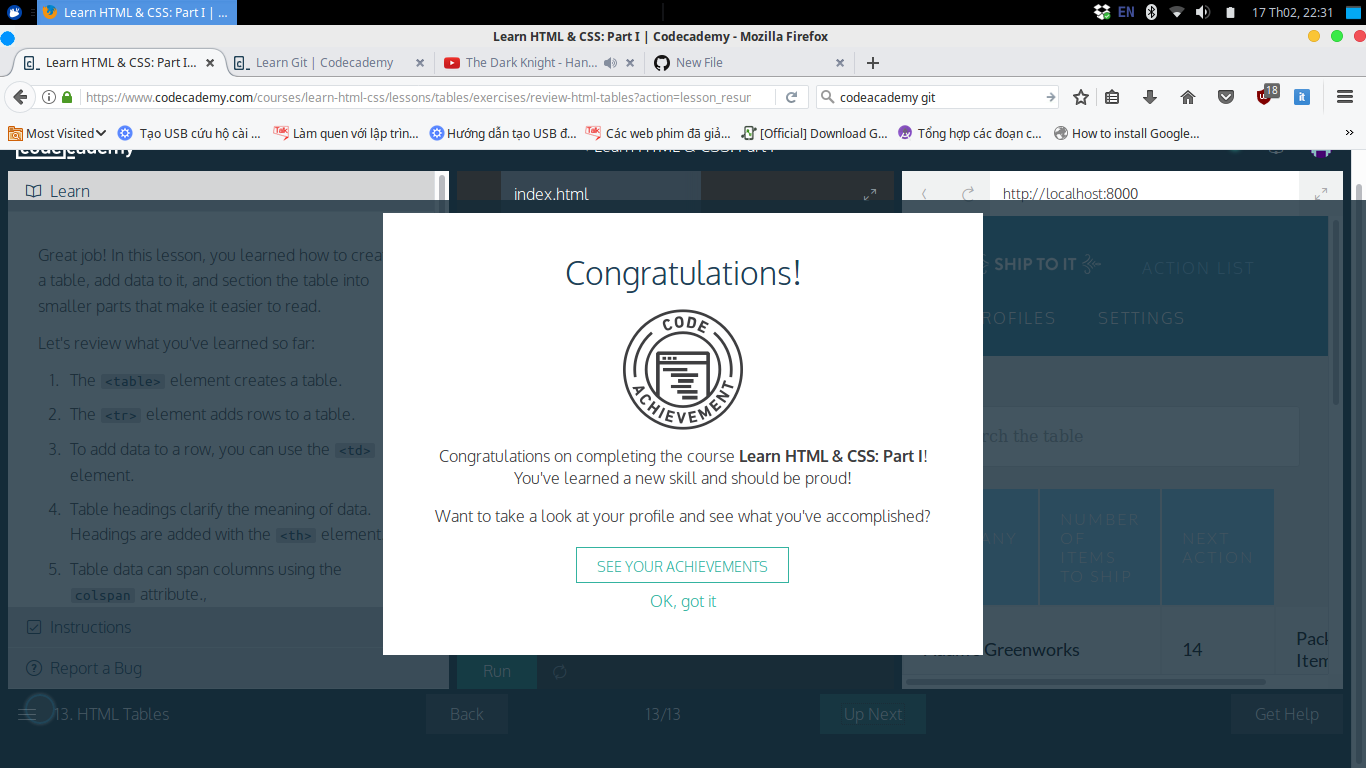 Learn HTML & CSS: Part I | ...
EN
17 Th02, 22:31
Learn HTML & CSS: Part I | Codecademy - Mozilla Firefox
Learn HTML & CSS: Part I...
Learn Git | Codecademy
The Dark Knight - Han...
New File
https://www.codecademy.com/courses/learn-html-css/lessons/tables/exercises/review-html-tables?action=lesson_resur
codeacademy git
18
it
Most Visited
Tạo USB cứu hộ cài ...
Làm quen với lập trìn...
Hướng dẫn tạo USB đ...
Các web phim đã giả...
[Official] Download G...
Tổng hợp các đoạn c...
How to install Google...
codecademy
Learn HTML & CSS: Part I
Learn
index.html
http://localhost:8000
Great job! In this lesson, you learned how to crea
a table, add data to it, and section the table into
smaller parts that make it easier to read.
Let's review what you've learned so far:
1. The <table> element creates a table.
2. The <tr> element adds rows to a table.
3. To add data to a row, you can use the <td>
element.
4. Table headings clarify the meaning of data.
Headings are added with the <th> element
5. Table data can span columns using the
colspan attribute.,
Instructions
Report a Bug
Congratulations!
CODE
ACHIEVEMENT
Congratulations on completing the course Learn HTML & CSS: Part I!
You've learned a new skill and should be proud!
Want to take a look at your profile and see what you've accomplished?
SEE YOUR ACHIEVEMENTS
OK, got it
SHIP TO IT
ACTION LIST
ROFILES
SETTINGS
rch the table
ANY
NUMBER
OF
ITEMS
TO SHIP
NEXT
ACTION
Greenworks
14
Pack
Item
Run
13. HTML Tables
Back
13/13
Up Next
Get Help